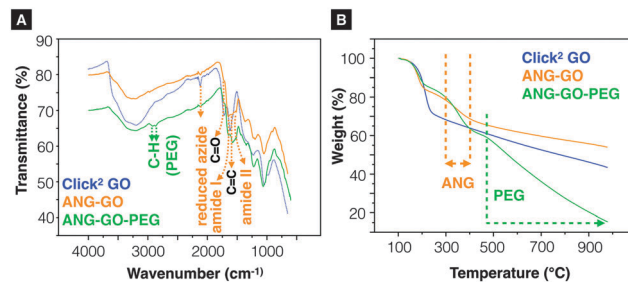 A
Transmittance (%)
90
80
70
60
50
40
C-H
(PEG)
reduced azide
amide I
C=O
C=C
amide II
Click² GO
ANG-GO
ANG-GO-PEG
4000 3000 2000 1000
Wavenumber (cm⁻¹)
B
Weight (%)
100
80
60
40
20
Click² GO
ANG-GO
ANG-GO-PEG
ANG
PEG
100 300 500 700 900
Temperature (°C)